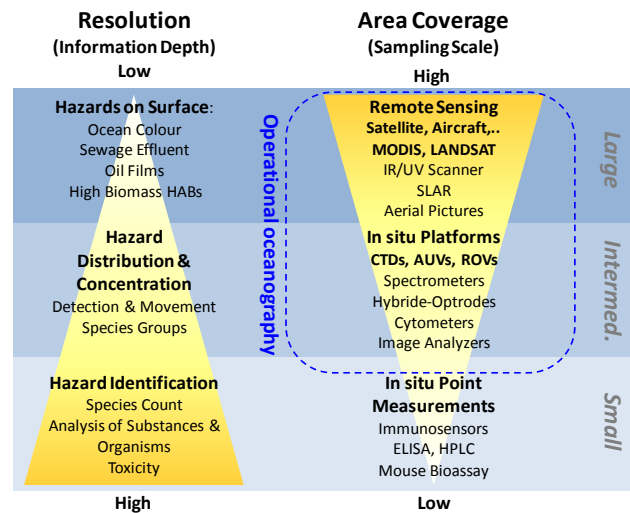 Resolution
(Information Depth)
Low
Hazards on Surface:
Ocean Colour
Sewage Effluent
Oil Films
High Biomass HABs
Hazard
Distribution &
Concentration
Detection & Movement
Species Groups
Hazard Identification
Species Count
Analysis of Substances &
Organisms
Toxicity
High
Operational oceanography
Area Coverage
(Sampling Scale)
High
Remote Sensing
Satellite, Aircraft,..
MODIS, LANDSAT
IR/UV Scanner
SLAR
Aerial Pictures
In situ Platforms
CTDs, AUVs, ROVs
Spectrometers
Hybride-Optrodes
Cytometers
Image Analyzers
In situ Point
Measurements
Immunosensors
ELISA, HPLC
Mouse Bioassay
Low
Large
Intermed.
Small